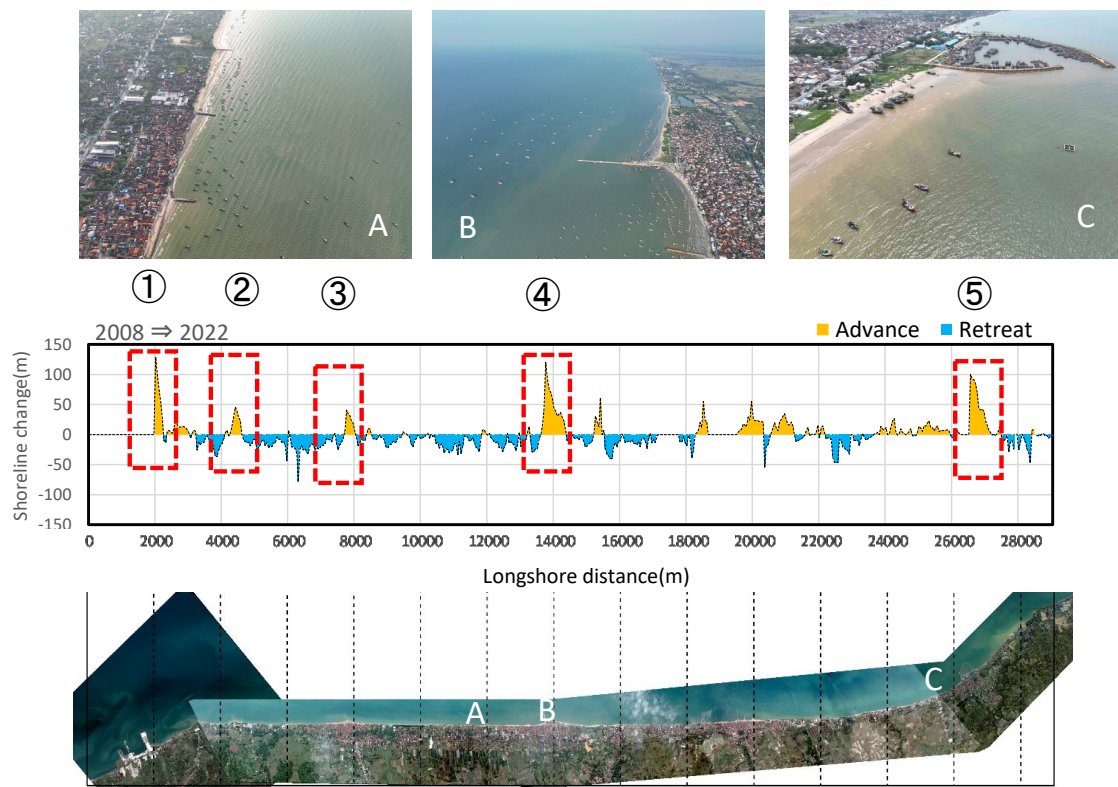 A
B
C
① ② ③ ④ ⑤
2008 ⇒ 2022
Advance Retreat
Shoreline change(m)
150
100
50
0
-50
-100
-150
0 2000 4000 6000 8000 10000 12000 14000 16000 18000 20000 22000 24000 26000 28000
Longshore distance(m)
A B C